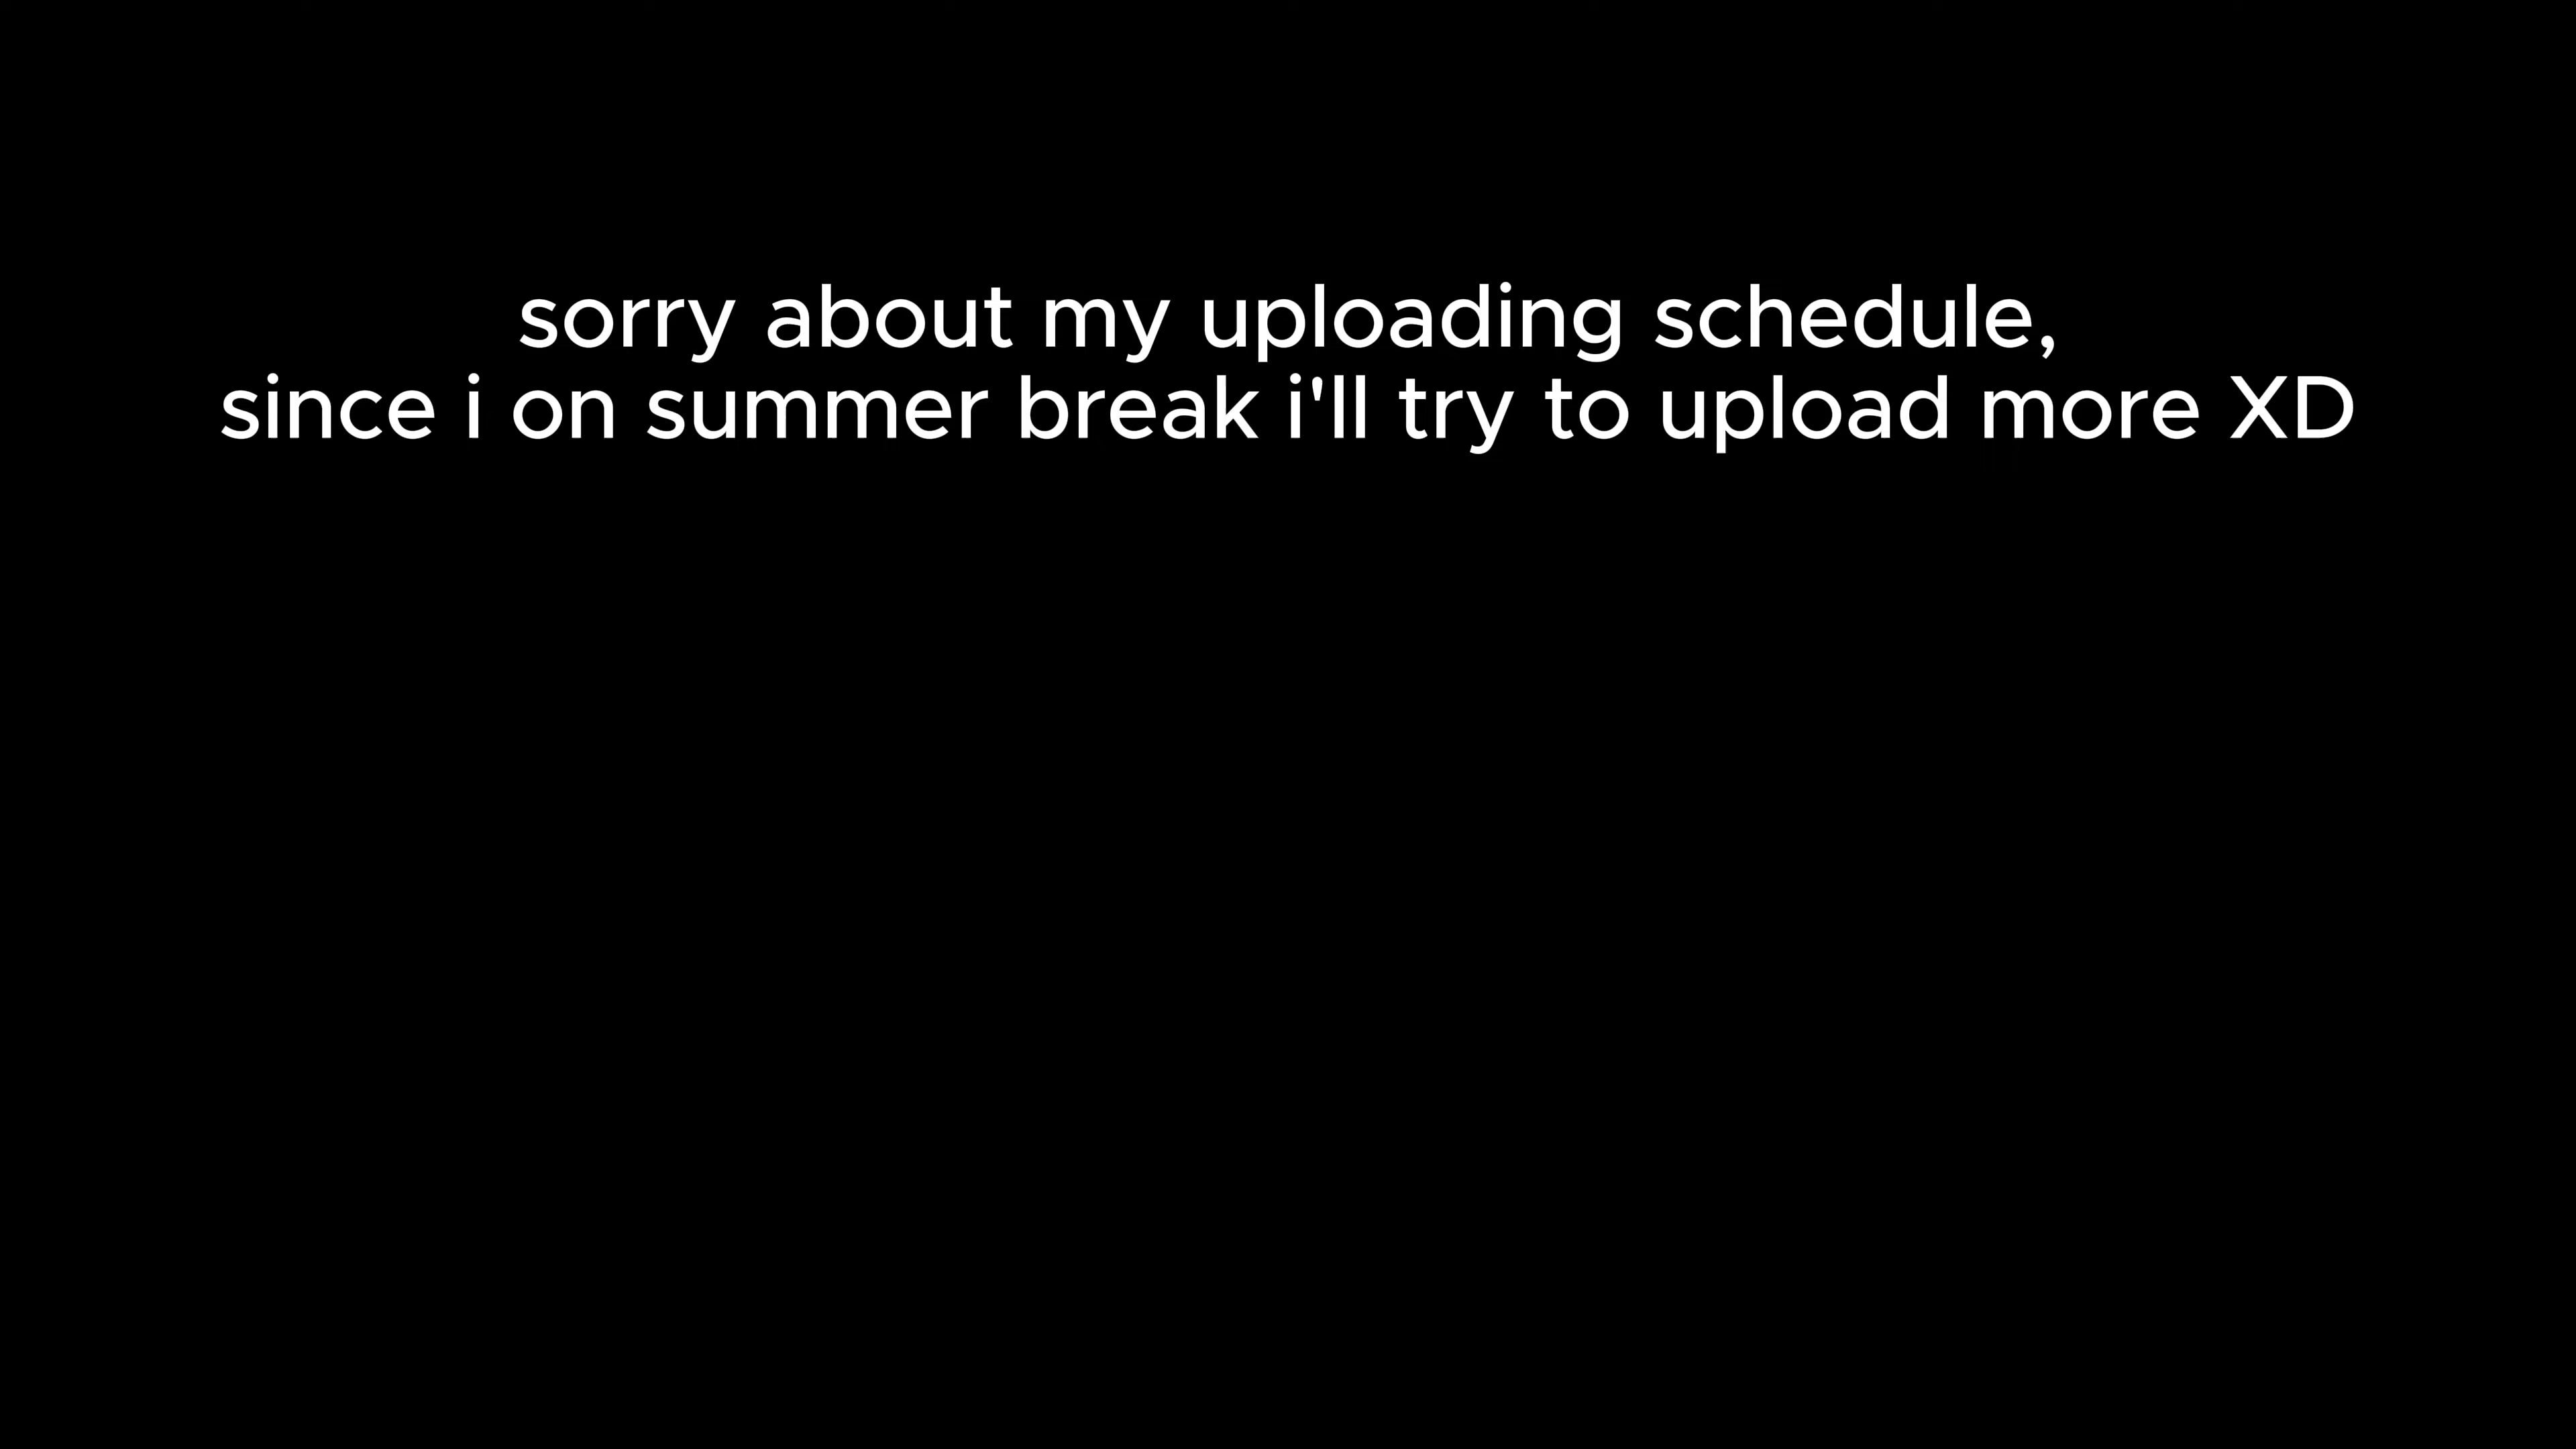 sorry about my uploading schedule,
since i on summer break i'll try to upload more XD